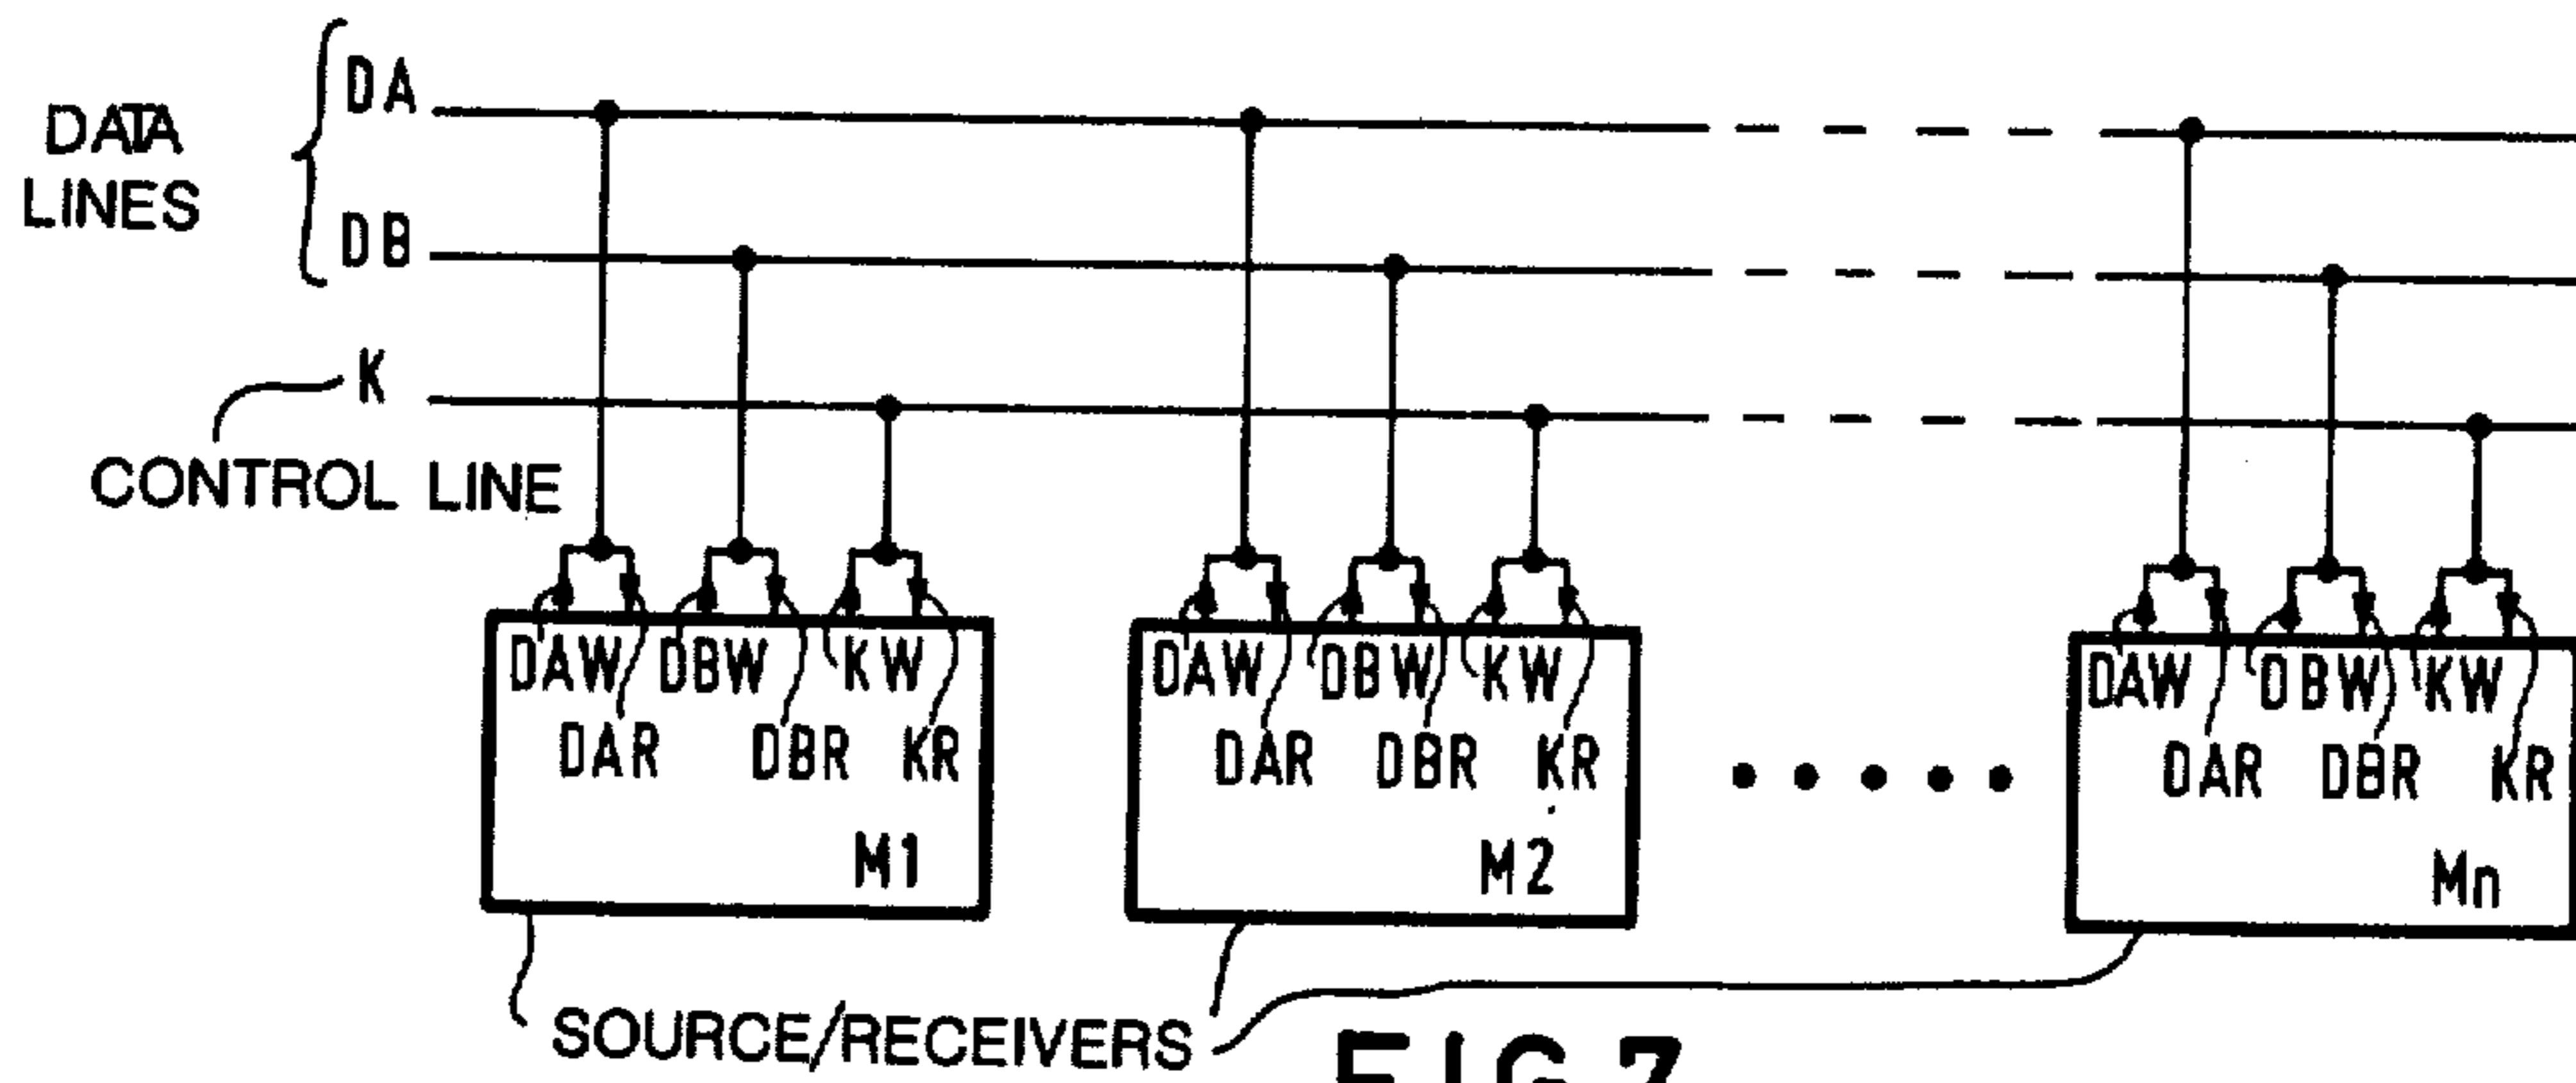 DATA
LINES
DA
DB
K
CONTROL LINE
DAW DBW KW
DAR DBR KR
M1
DAW DBW KW
DAR DBR KR
M2
DAW DBW KW
DAR DBR KR
Mn
SOURCE/RECEIVERS